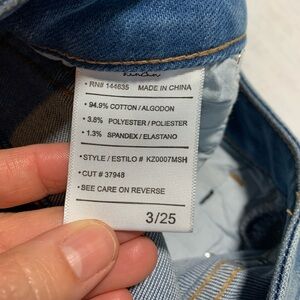 • RN# 144635 MADE IN CHINA
• 94.9% COTTON / ALGODON
• 3.8% POLYESTER / POLIESTER
• 1.3% SPANDEX / ELASTANO
• STYLE / ESTILO # KZ0007MSH
• CUT # 37948
• SEE CARE ON REVERSE
3/25